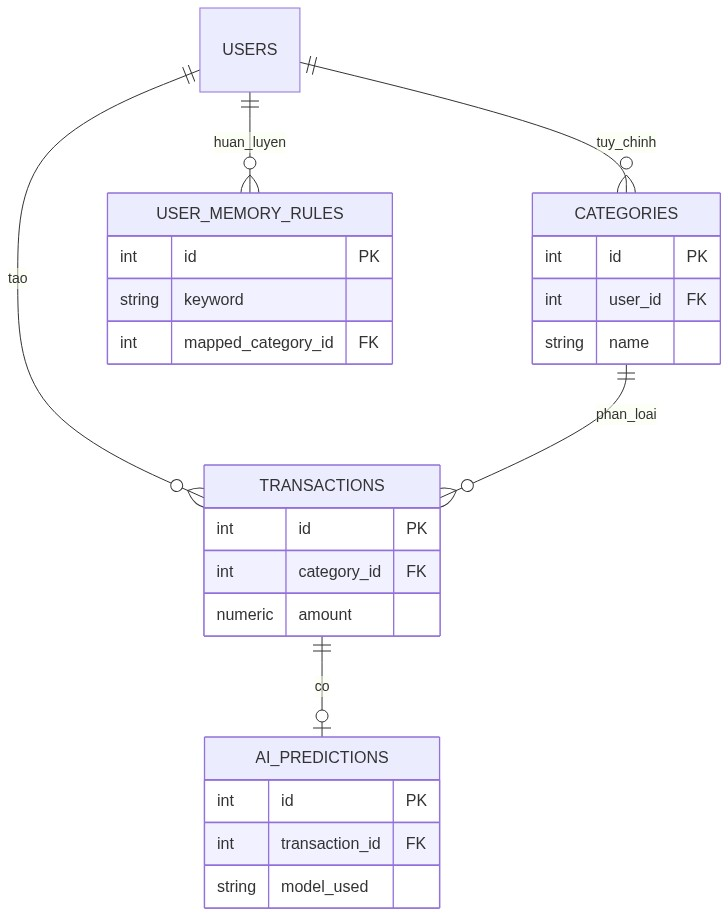 USERS
huan_luyen
tuy_chinh
tao
USER_MEMORY_RULES
int id PK
string keyword
int mapped_category_id FK
CATEGORIES
int id PK
int user_id FK
string name
phan_loai
TRANSACTIONS
int id PK
int category_id FK
numeric amount
co
AI_PREDICTIONS
int id PK
int transaction_id FK
string model_used